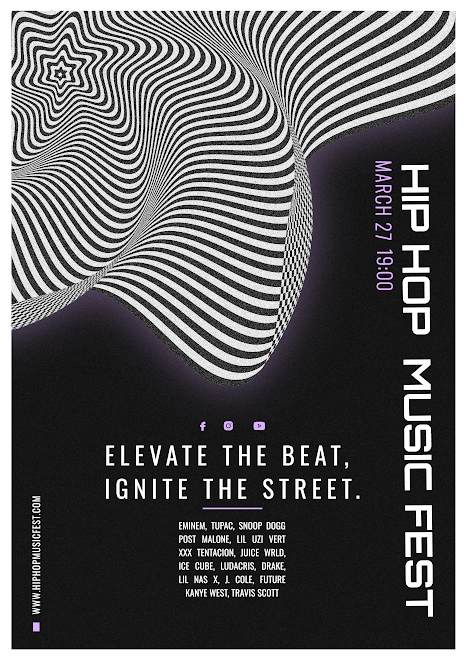 HIP HOP MUSIC FEST
MARCH 27 19:00
ELEVATE THE BEAT,
IGNITE THE STREET.
EMINEM, TUPAC, SNOOP DOGG
POST MALONE, LIL UZI VERT
XXX TENTACION, JUICE WRLD,
ICE CUBE, LUDACRIS, DRAKE,
LIL NAS X, J. COLE, FUTURE
KANYE WEST, TRAVIS SCOTT
WWW.HIPHOPMUSICFEST.COM